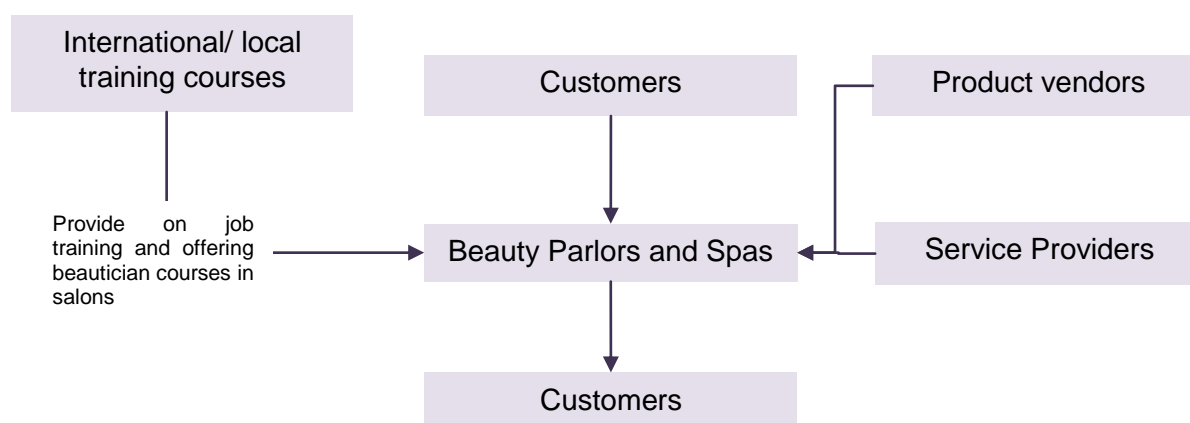 International/ local
training courses
Customers
Product vendors
Provide on job
training and offering
beautician courses in
salons
Beauty Parlors and Spas
Service Providers
Customers